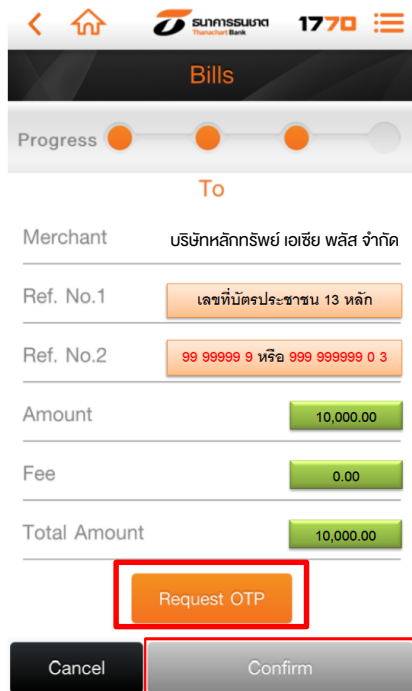 ธนาคารธนชาต
Thanachart Bank
1770
Bills
Progress
To
Merchant บริษัทหลักทรัพย์ เอเซีย พลัส จำกัด
Ref. No.1 เลขที่บัตรประชาชน 13 หลัก
Ref. No.2 99 99999 9 หรือ 999 999999 0 3
Amount 10,000.00
Fee 0.00
Total Amount 10,000.00
Request OTP
Cancel Confirm